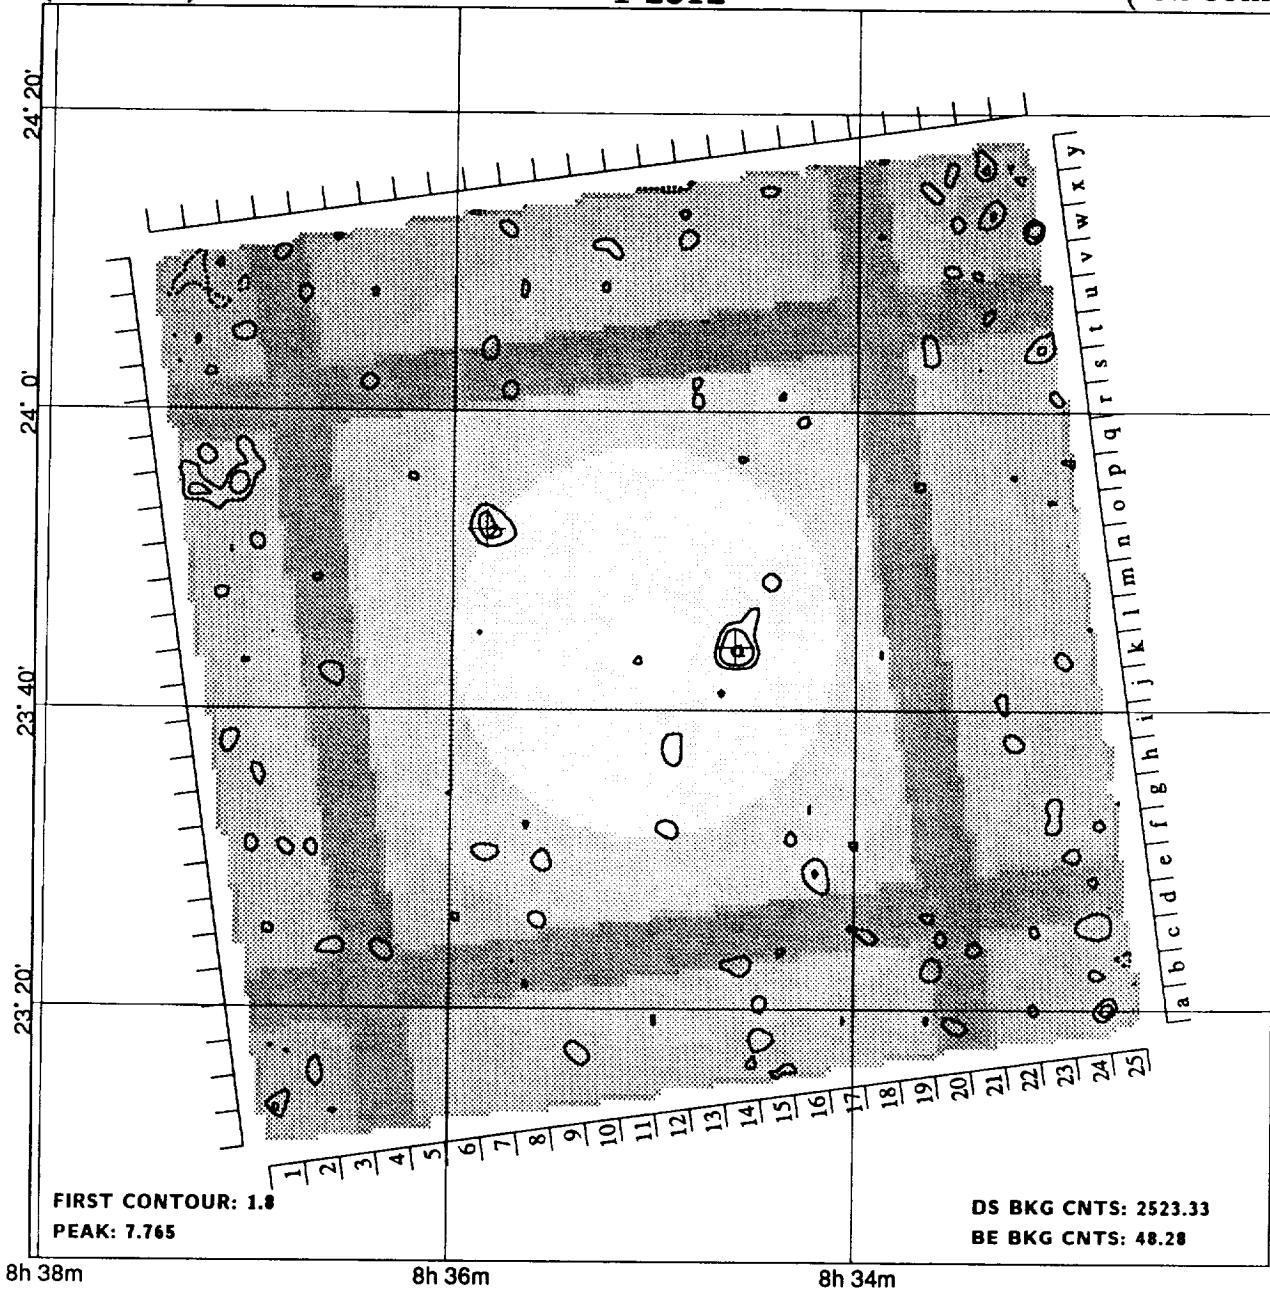 24° 20'
24° 0'
23° 40'
23° 20'
y
x
w
v
u
t
s
r
q
p
o
n
m
l
k
j
i
h
g
f
e
d
c
b
a
1 2 3 4 5 6 7 8 9 10 11 12 13 14 15 16 17 18 19 20 21 22 23 24 25
FIRST CONTOUR: 1.8
PEAK: 7.765
DS BKG CNTS: 2523.33
BE BKG CNTS: 48.28
8h 38m 8h 36m 8h 34m